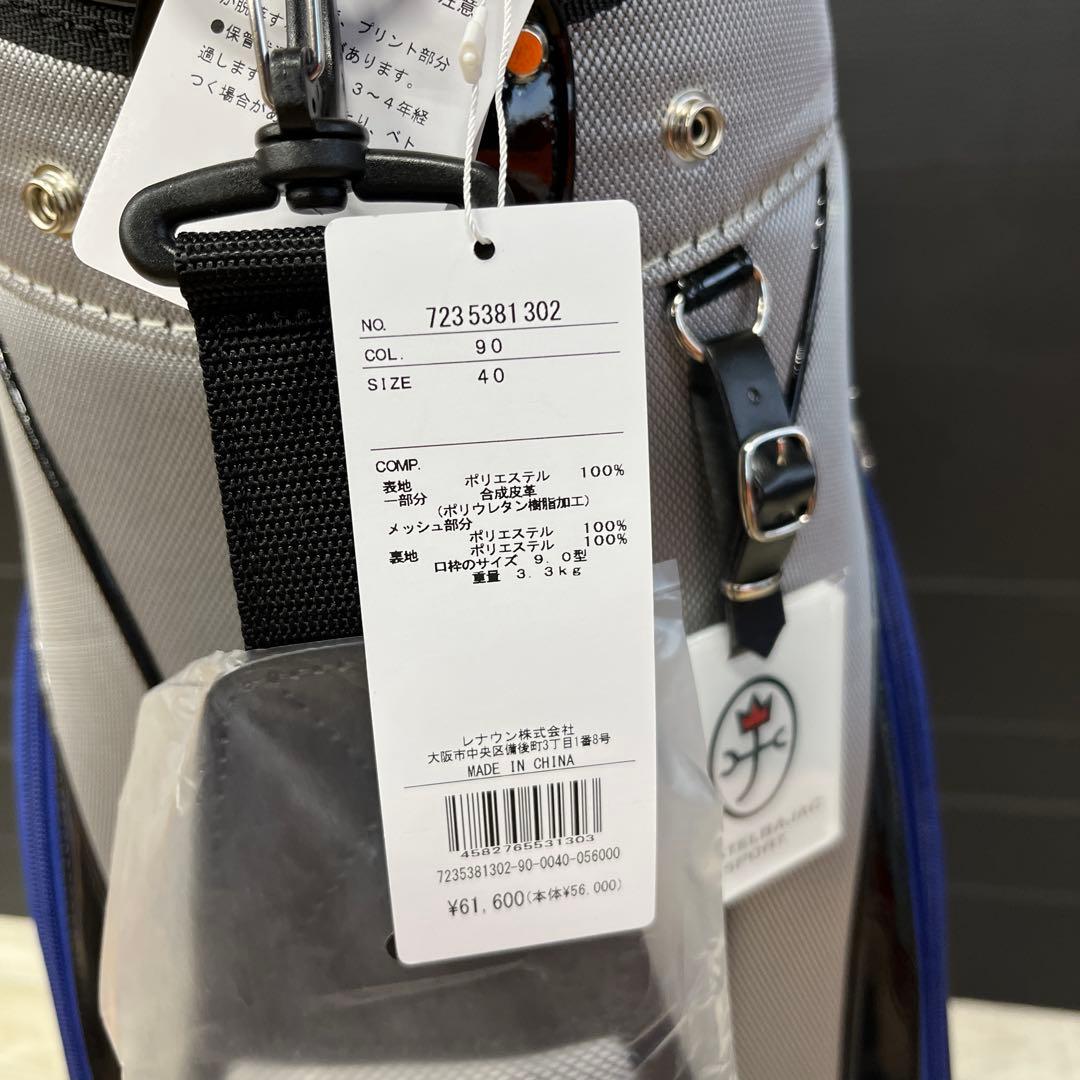 注意
プリント部分
●保管
があります。
過します
3〜4年経
つく場合が
ベト
NO. 7235381302
COL. 90
SIZE 40
COMP.
表地 ポリエステル 100%
一部分 合成皮革
(ポリウレタン樹脂加工)
メッシュ部分
ポリエステル 100%
裏地 ポリエステル 100%
口枠のサイズ 9.0型
重量 3.3kg
レナウン株式会社
大阪市中央区備後町3丁目1番8号
MADE IN CHINA
4582765531303
7235381302-90-0040-056000
¥61,600(本体¥56,000)
TELBAJAC
SPORT.